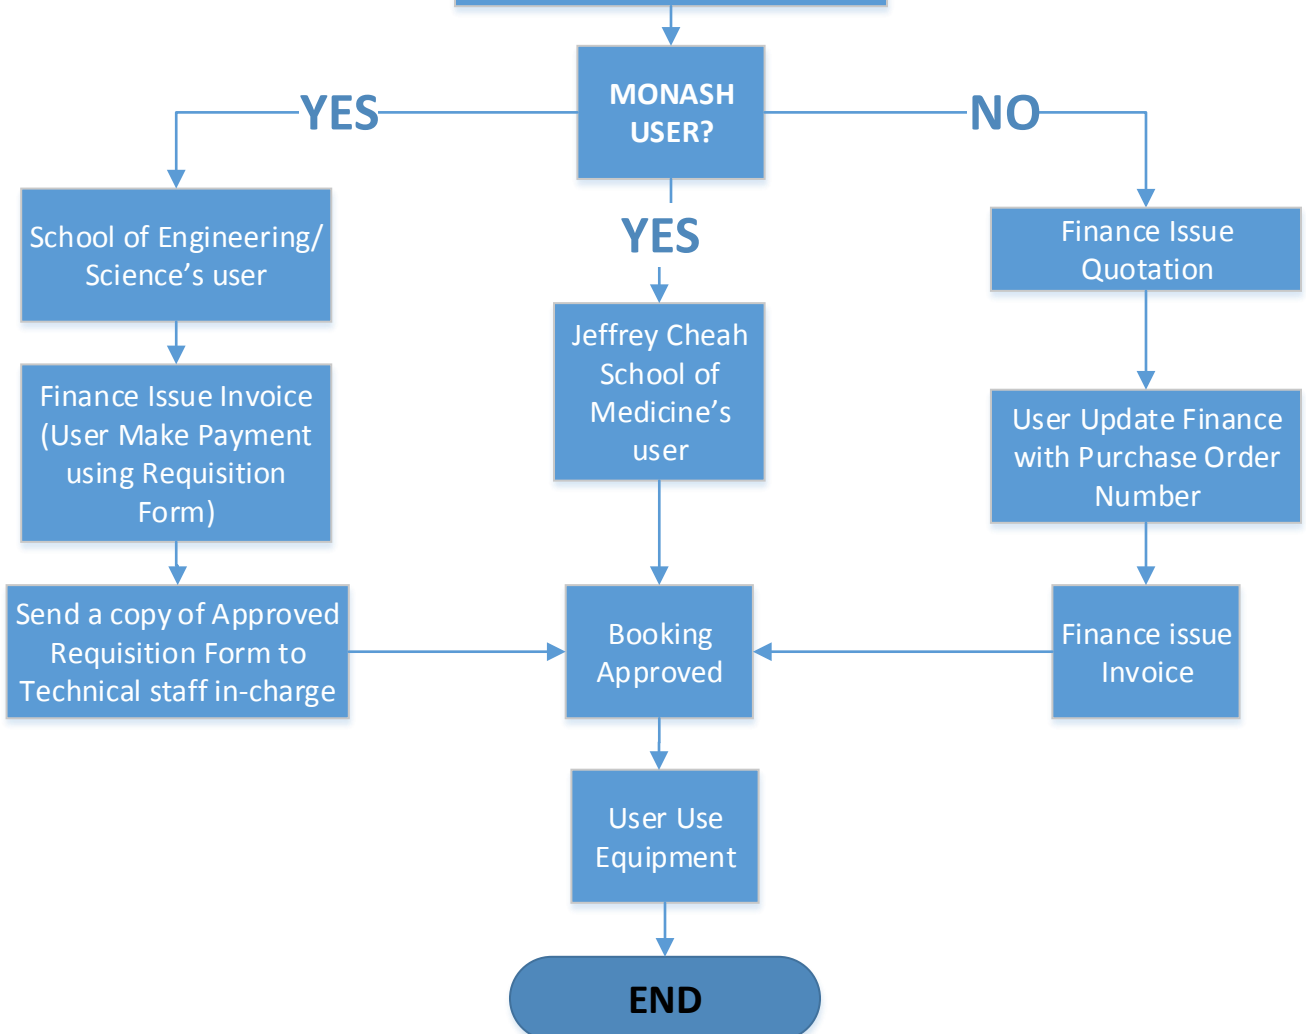 MONASH
USER?
YES
NO
YES
School of Engineering/
Science’s user
Finance Issue
Quotation
Jeffrey Cheah
School of
Medicine’s
user
Finance Issue Invoice
(User Make Payment
using Requisition
Form)
User Update Finance
with Purchase Order
Number
Send a copy of Approved
Requisition Form to
Technical staff in-charge
Booking
Approved
Finance issue
Invoice
User Use
Equipment
END